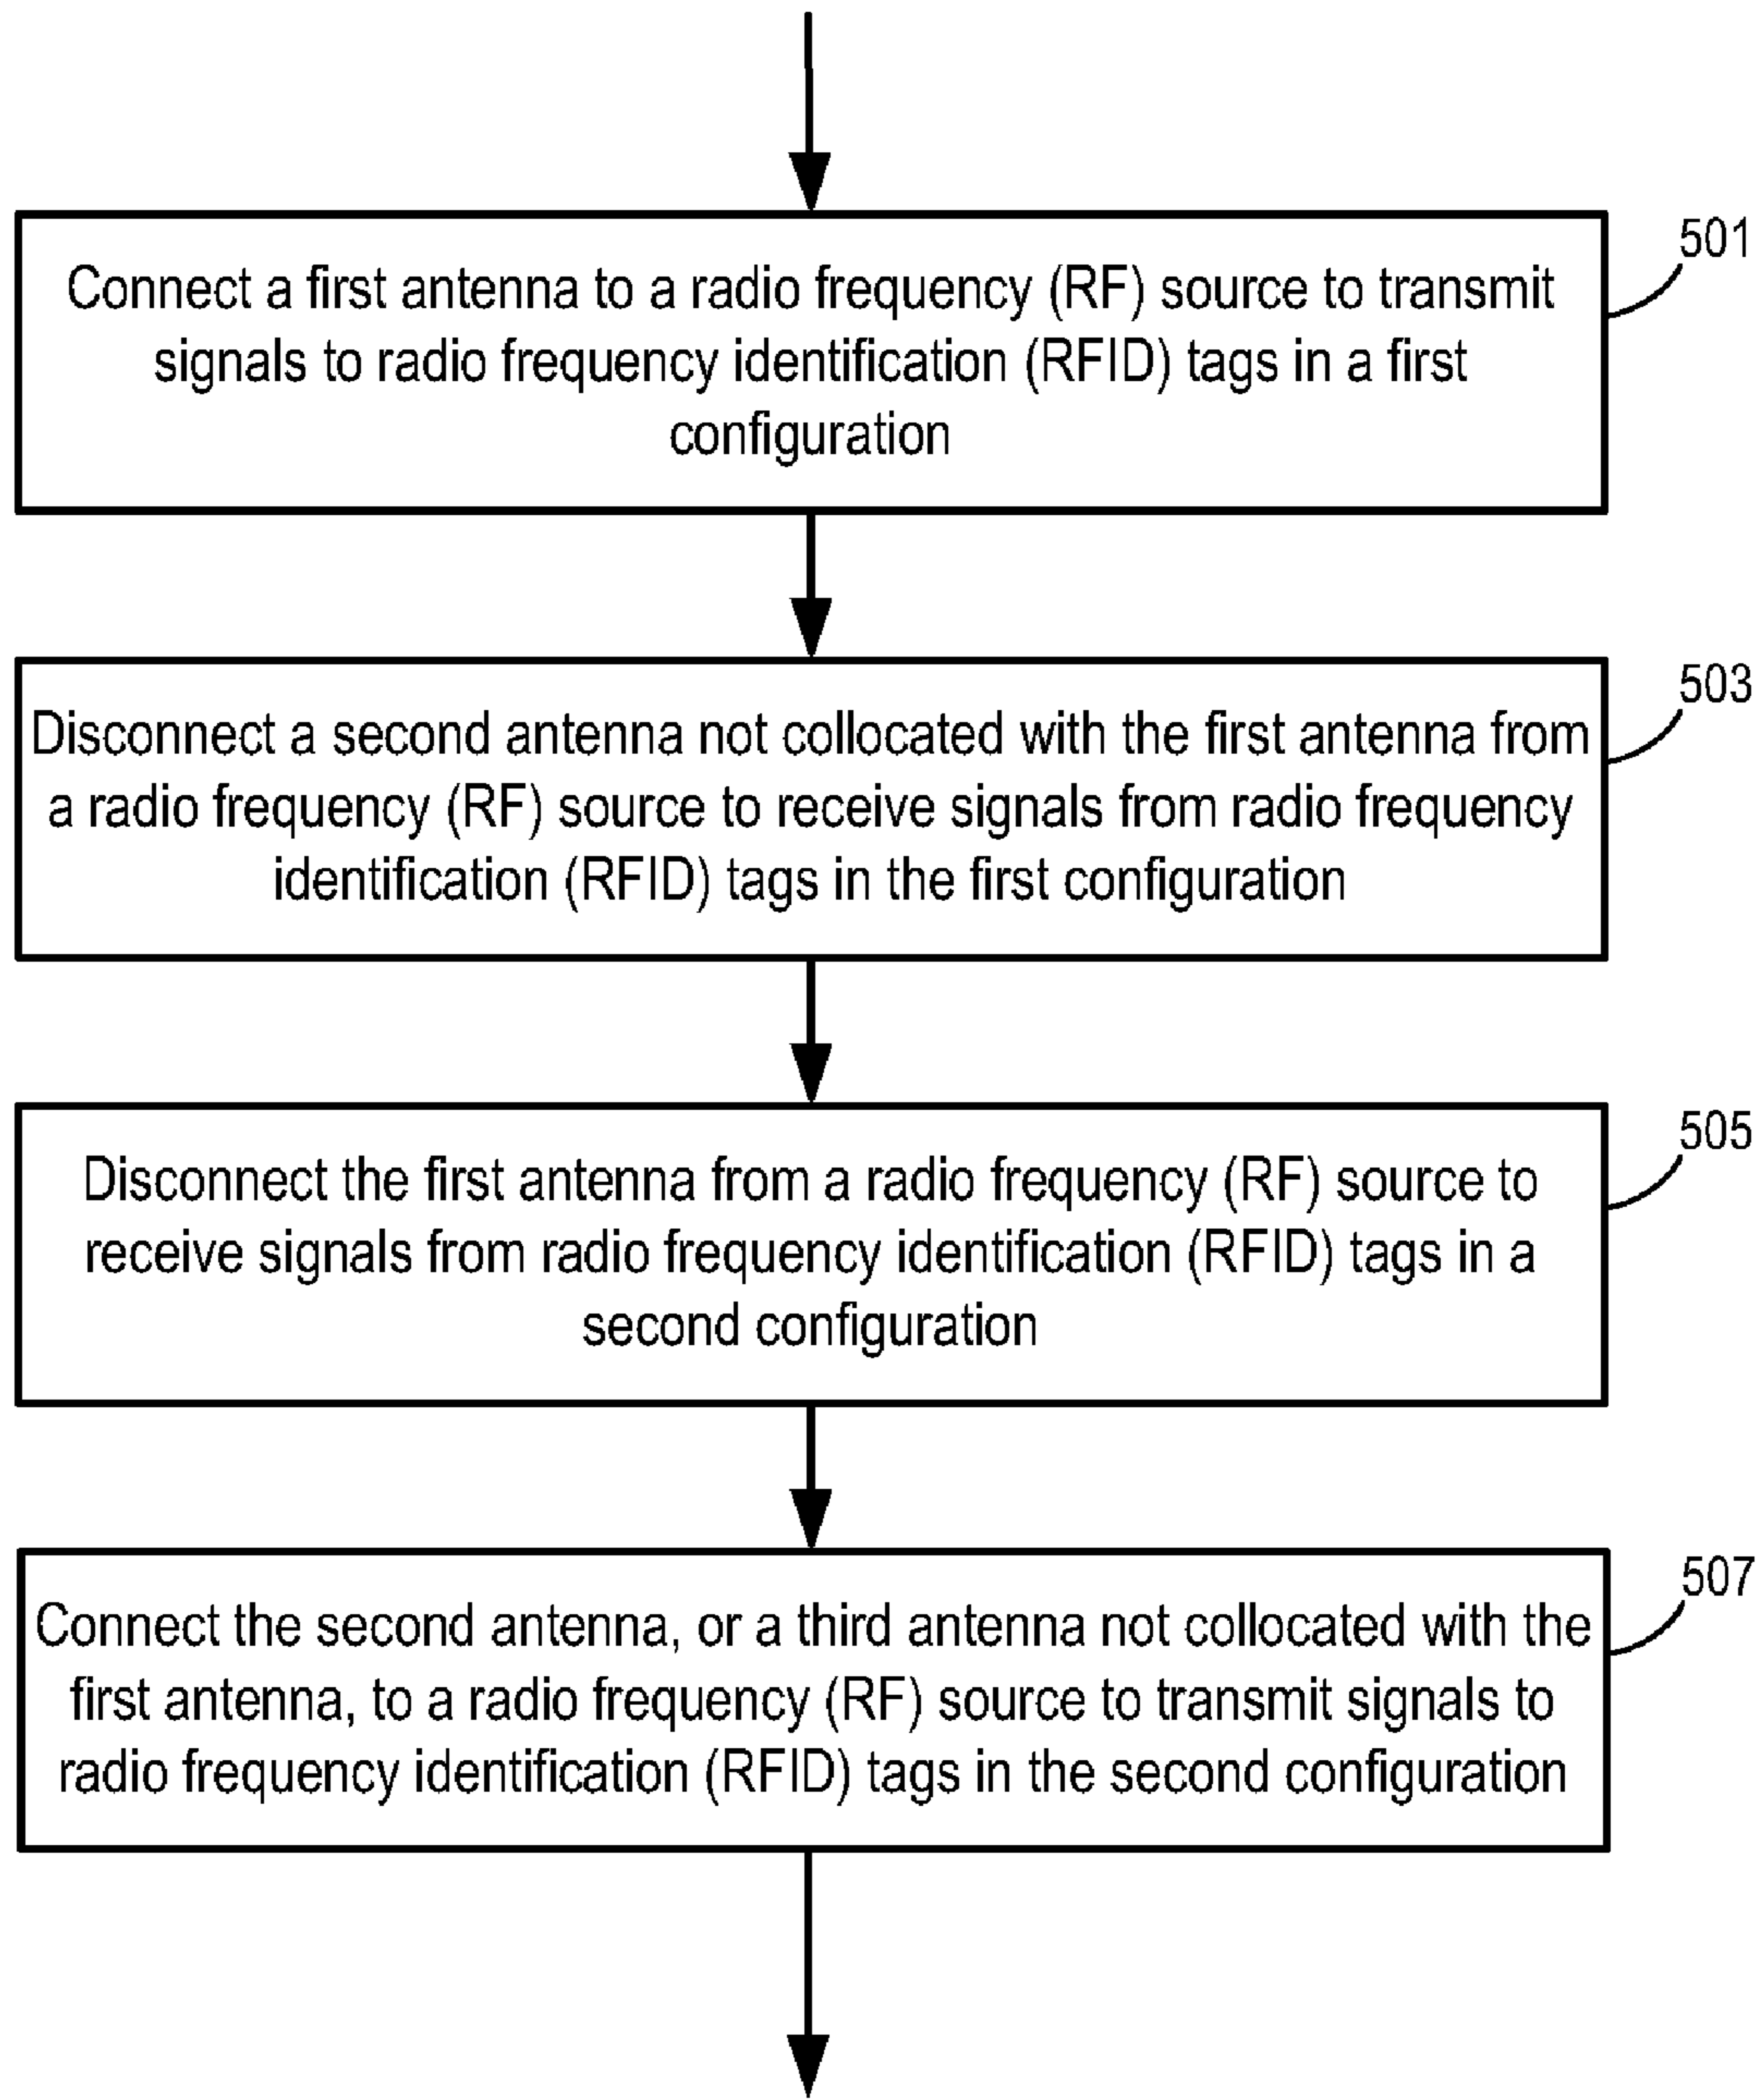 501
Connect a first antenna to a radio frequency (RF) source to transmit
signals to radio frequency identification (RFID) tags in a first
configuration
503
Disconnect a second antenna not collocated with the first antenna from
a radio frequency (RF) source to receive signals from radio frequency
identification (RFID) tags in the first configuration
505
Disconnect the first antenna from a radio frequency (RF) source to
receive signals from radio frequency identification (RFID) tags in a
second configuration
507
Connect the second antenna, or a third antenna not collocated with the
first antenna, to a radio frequency (RF) source to transmit signals to
radio frequency identification (RFID) tags in the second configuration